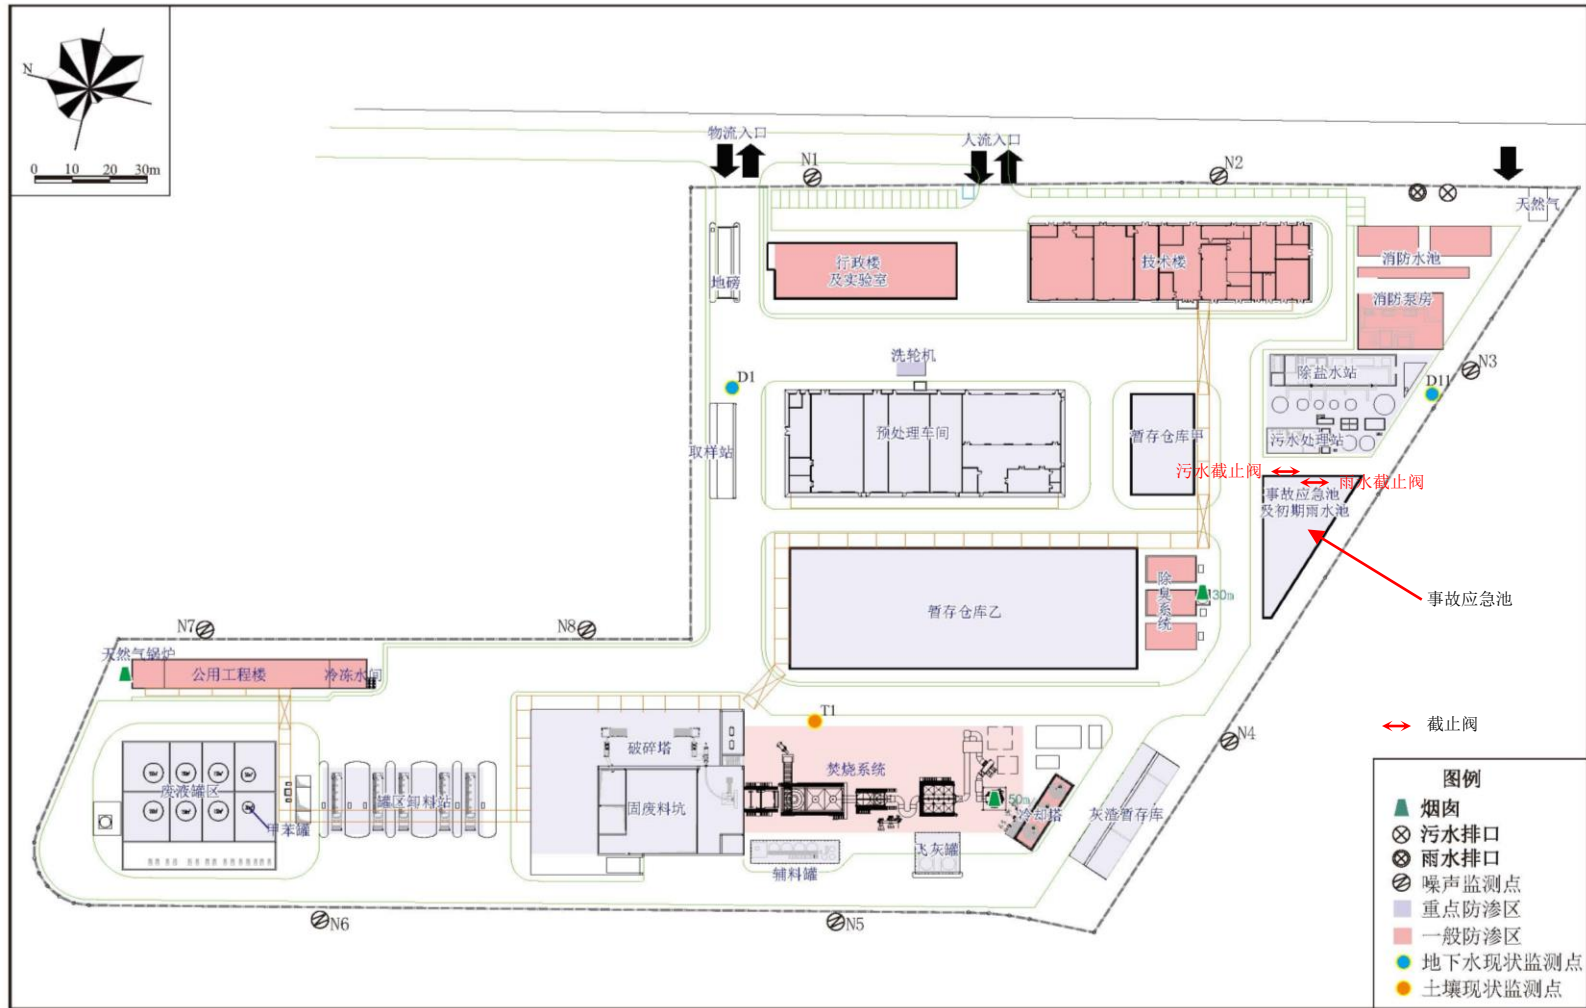 N
0 10 20 30m
物流入口
人流入口
N1
N2
天然气
地磅
行政楼
及实验室
技术楼
消防水池
消防泵房
洗轮机
N3
D1
除盐水站
D11
取样站
预处理车间
暂存仓库甲
污水处理站
污水截止阀
雨水截止阀
事故应急池
及初期雨水池
事故应急池
暂存仓库乙
除臭系统
30m
N7
N8
天然气锅炉
公用工程楼
冷冻水间
T1
N4
截止阀
破碎塔
焚烧系统
废液罐区
罐区卸料站
固废料坑
50m
冷却塔
灰渣暂存库
甲苯罐
飞灰罐
辅料罐
N6
N5
图例
烟囱
污水排口
雨水排口
噪声监测点
重点防渗区
一般防渗区
地下水现状监测点
土壤现状监测点